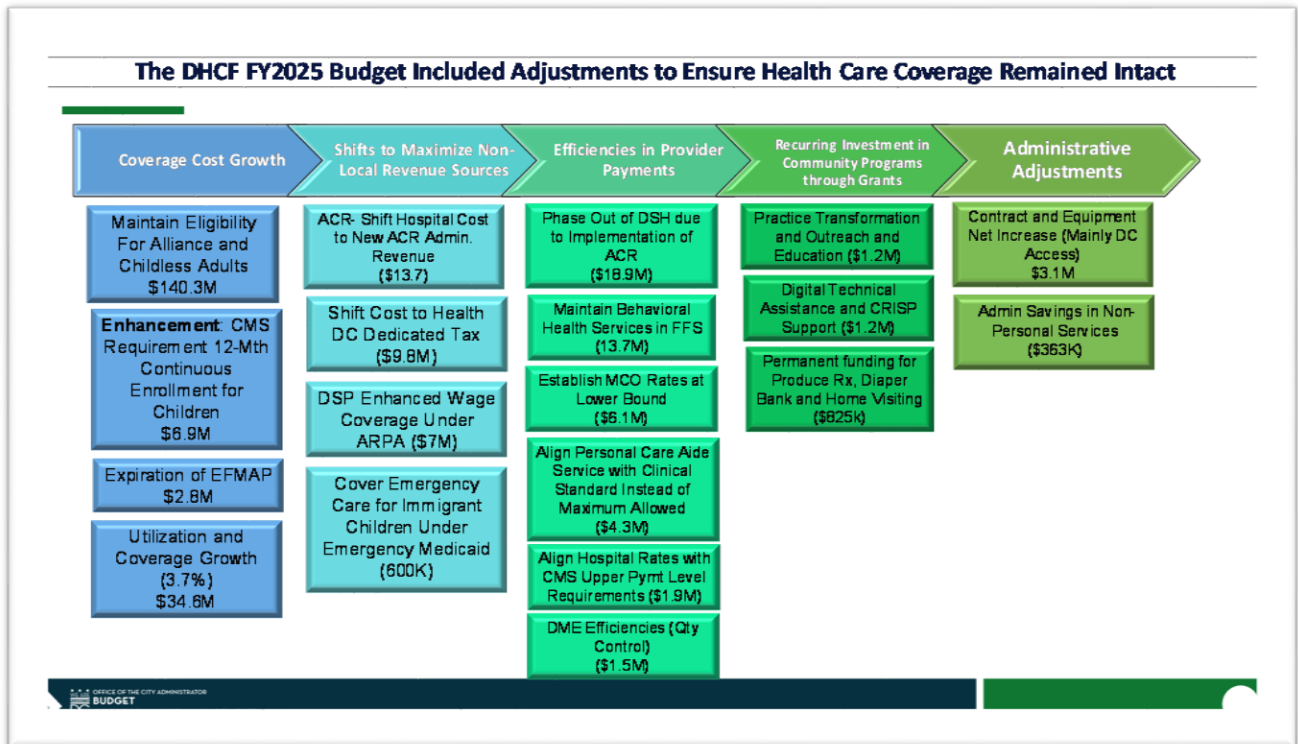 The DHCF FY2025 Budget Included Adjustments to Ensure Health Care Coverage Remained Intact
Coverage Cost Growth
Shifts to Maximize Non-
Local Revenue Sources
Efficiencies in Provider
Payments
Recurring Investment in
Community Programs
through Grants
Administrative
Adjustments
Maintain Eligibility
For Alliance and
Childless Adults
$140.3M
Enhancement: CMS
Requirement 12-Mth
Continuous
Enrollment for
Children
$6.9M
Expiration of EFMAP
$2.8M
Utilization and
Coverage Growth
(3.7%)
$34.6M
ACR- Shift Hospital Cost
to New ACR Admin.
Revenue
($13.7)
Shift Cost to Health
DC Dedicated Tax
($9.8M)
DSP Enhanced Wage
Coverage Under
ARPA ($7M)
Cover Emergency
Care for Immigrant
Children Under
Emergency Medicaid
(600K)
Phase Out of DSH due
to Implementation of
ACR
($18.9M)
Maintain Behavioral
Health Services in FFS
(13.7M)
Establish MCO Rates at
Lower Bound
($6.1M)
Align Personal Care Aide
Service with Clinical
Standard Instead of
Maximum Allowed
($4.3M)
Align Hospital Rates with
CMS Upper Pymt Level
Requirements ($1.9M)
DME Efficiencies (Qty
Control)
($1.5M)
Practice Transformation
and Outreach and
Education ($1.2M)
Digital Technical
Assistance and CRISP
Support ($1.2M)
Permanent funding for
Produce Rx, Diaper
Bank and Home Visiting
($825k)
Contract and Equipment
Net Increase (Mainly DC
Access)
$3.1M
Admin Savings in Non-
Personal Services
($363K)
OFFICE OF THE CITY ADMINISTRATOR
BUDGET